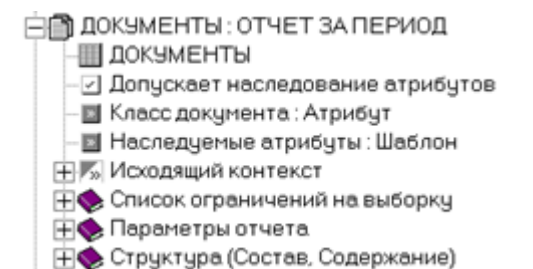 ДОКУМЕНТЫ : ОТЧЕТ ЗА ПЕРИОД
ДОКУМЕНТЫ
Допускает наследование атрибутов
Класс документа : Атрибут
Наследуемые атрибуты : Шаблон
Исходящий контекст
Список ограничений на выборку
Параметры отчета
Структура (Состав, Содержание)